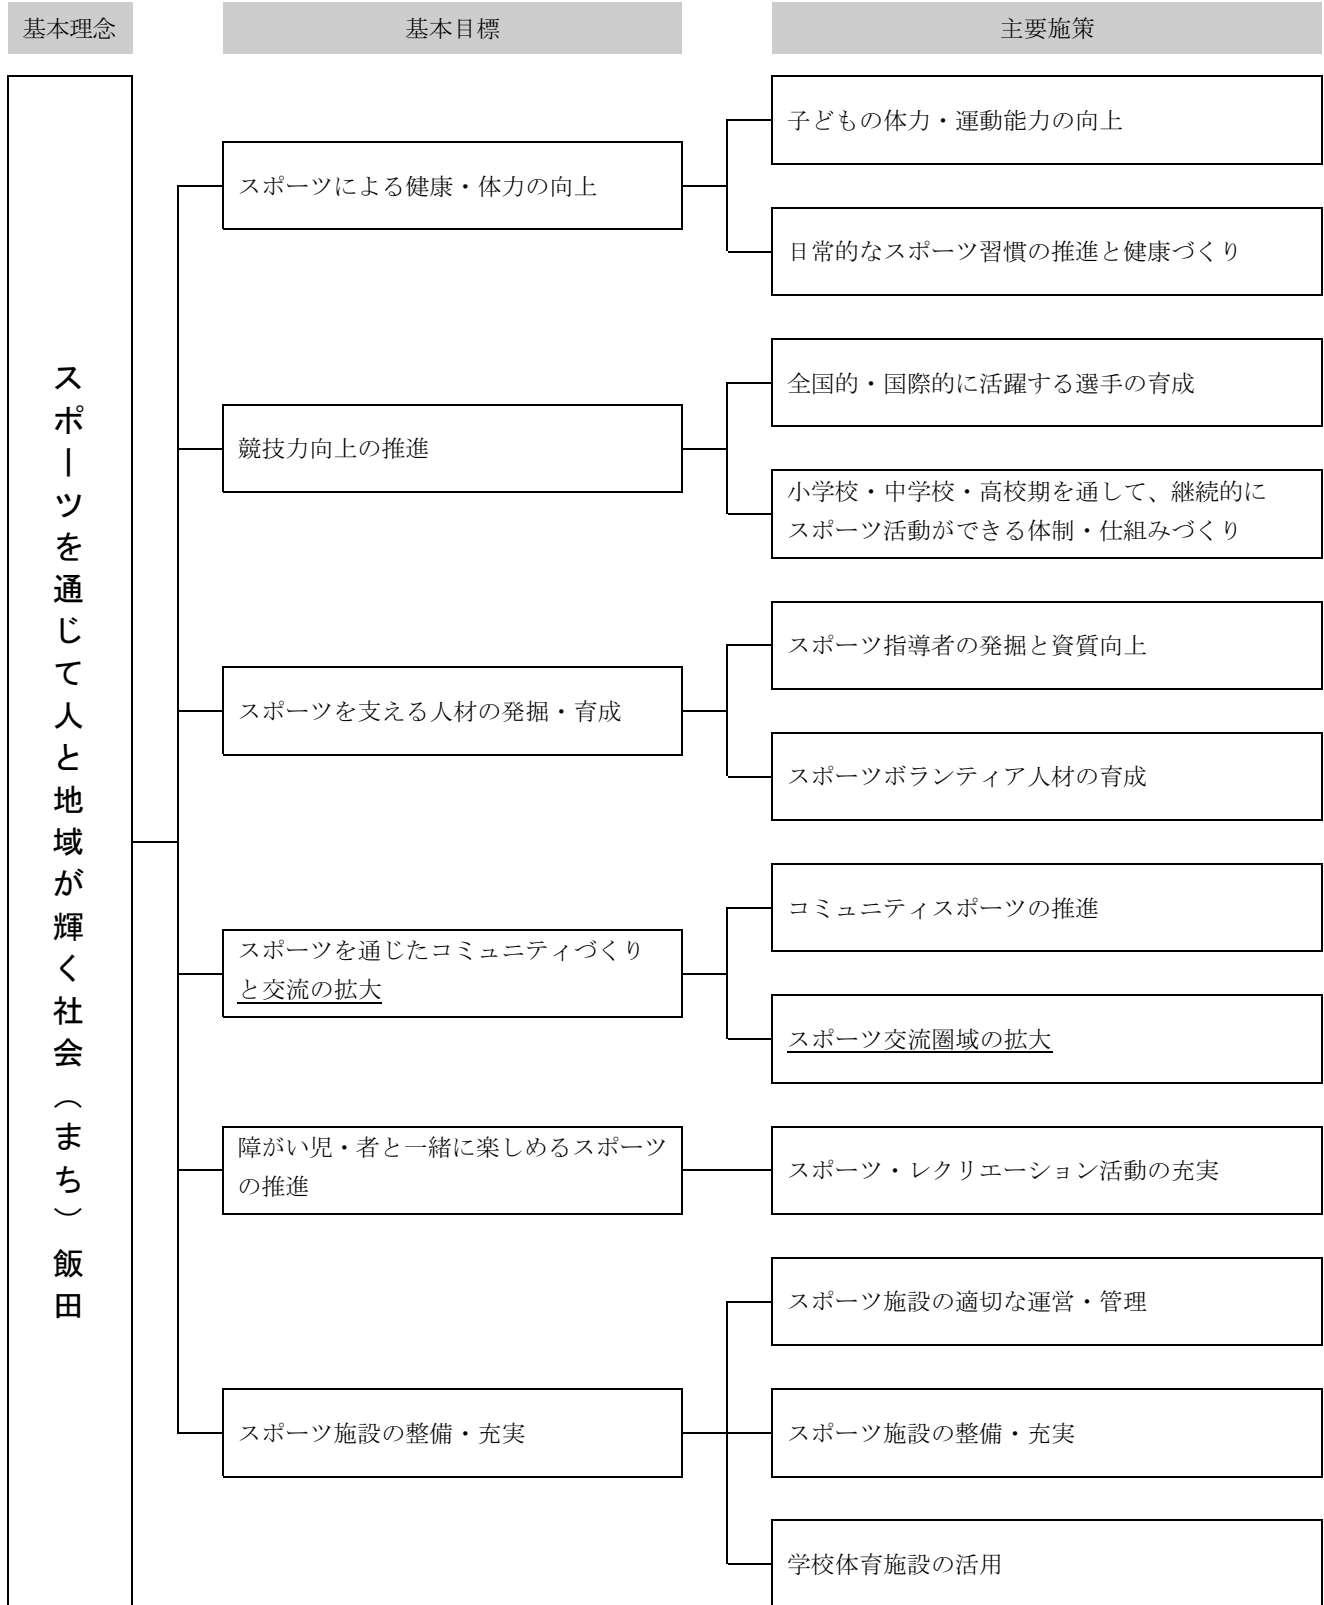 基本理念
基本目標
主要施策
スポーツを通じて人と地域が輝く社会（まち）飯田
スポーツによる健康・体力の向上
子どもの体力・運動能力の向上
日常的なスポーツ習慣の推進と健康づくり
競技力向上の推進
全国的・国際的に活躍する選手の育成
小学校・中学校・高校期を通して、継続的に
スポーツ活動ができる体制・仕組みづくり
スポーツを支える人材の発掘・育成
スポーツ指導者の発掘と資質向上
スポーツボランティア人材の育成
スポーツを通じたコミュニティづくり
と交流の拡大
コミュニティスポーツの推進
スポーツ交流圏域の拡大
障がい児・者と一緒に楽しめるスポーツ
の推進
スポーツ・レクリエーション活動の充実
スポーツ施設の整備・充実
スポーツ施設の適切な運営・管理
スポーツ施設の整備・充実
学校体育施設の活用